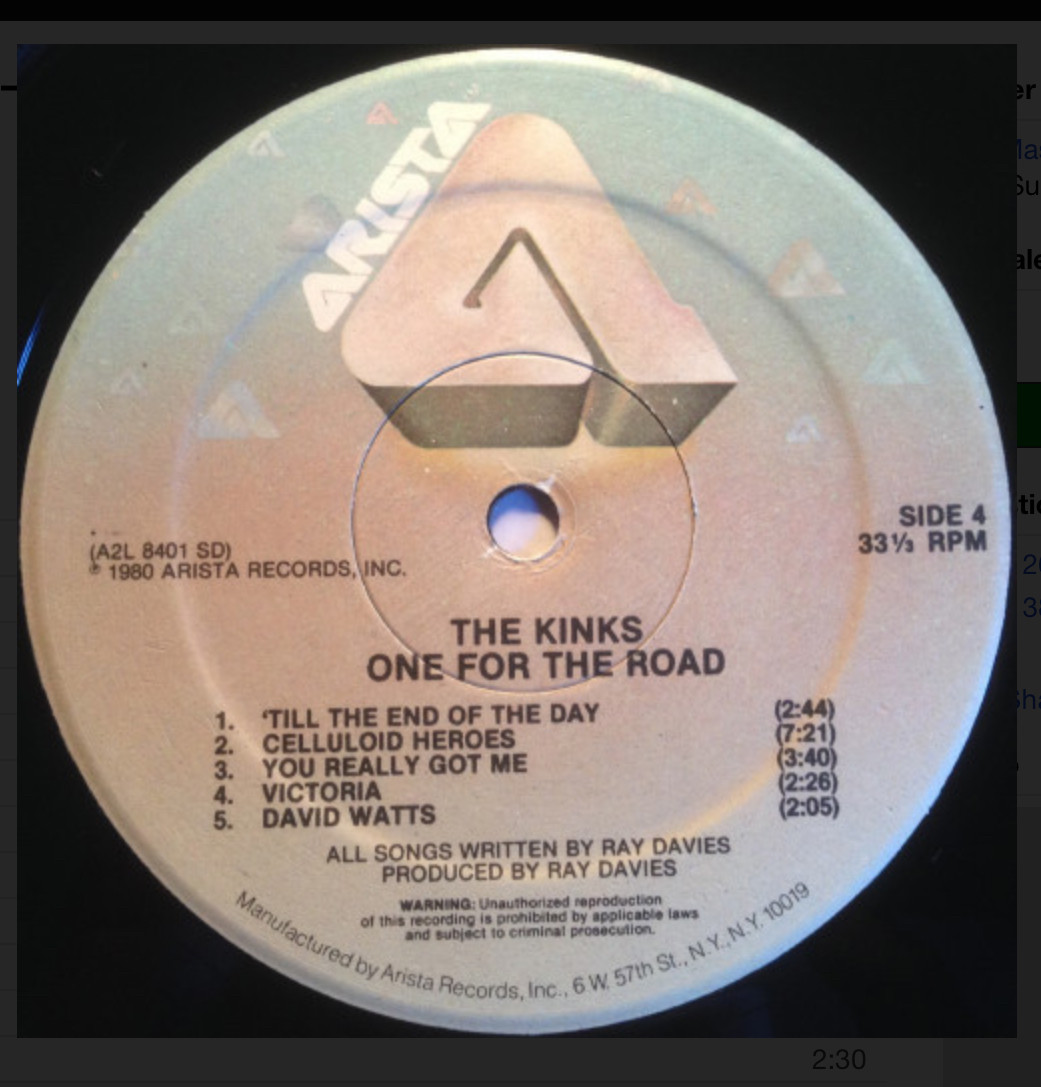 ARISTA
SIDE 4
33⅓ RPM
(A2L 8401 SD)
℗ 1980 ARISTA RECORDS, INC.
THE KINKS
ONE FOR THE ROAD
1. ‘TILL THE END OF THE DAY (2:44)
2. CELLULOID HEROES (7:21)
3. YOU REALLY GOT ME (3:40)
4. VICTORIA (2:26)
5. DAVID WATTS (2:05)
ALL SONGS WRITTEN BY RAY DAVIES
PRODUCED BY RAY DAVIES
WARNING: Unauthorized reproduction
of this recording is prohibited by applicable laws
and subject to criminal prosecution.
Manufactured by Arista Records, Inc., 6 W. 57th St., N.Y., N.Y. 10019
2:30